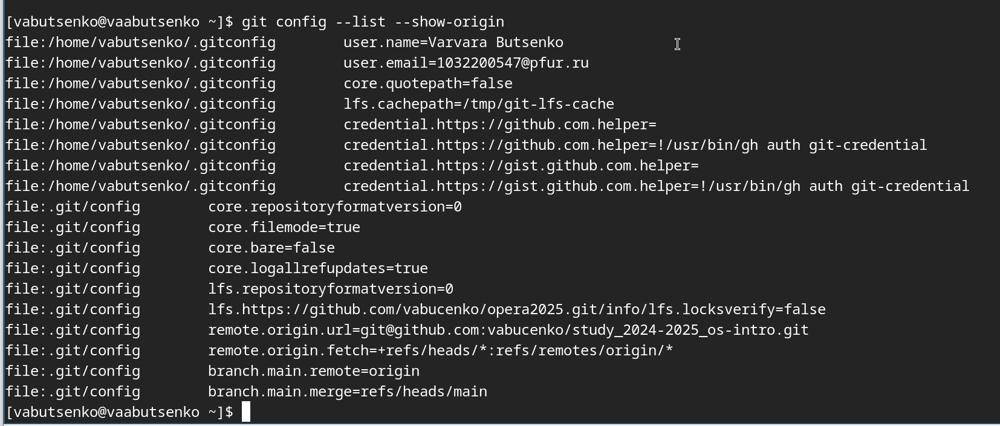 [vabutsenko@vaabutsenko ~]$ git config --list --show-origin
file:/home/vabutsenko/.gitconfig        user.name=Varvara Butsenko
file:/home/vabutsenko/.gitconfig        user.email=1032200547@pfur.ru
file:/home/vabutsenko/.gitconfig        core.quotepath=false
file:/home/vabutsenko/.gitconfig        lfs.cachepath=/tmp/git-lfs-cache
file:/home/vabutsenko/.gitconfig        credential.https://github.com.helper=
file:/home/vabutsenko/.gitconfig        credential.https://github.com.helper=!/usr/bin/gh auth git-credential
file:/home/vabutsenko/.gitconfig        credential.https://gist.github.com.helper=
file:/home/vabutsenko/.gitconfig        credential.https://gist.github.com.helper=!/usr/bin/gh auth git-credential
file:.git/config        core.repositoryformatversion=0
file:.git/config        core.filemode=true
file:.git/config        core.bare=false
file:.git/config        core.logallrefupdates=true
file:.git/config        lfs.repositoryformatversion=0
file:.git/config        lfs.https://github.com/vabucenko/opera2025.git/info/lfs.locksverify=false
file:.git/config        remote.origin.url=git@github.com:vabucenko/study_2024-2025_os-intro.git
file:.git/config        remote.origin.fetch=+refs/heads/*:refs/remotes/origin/*
file:.git/config        branch.main.remote=origin
file:.git/config        branch.main.merge=refs/heads/main
[vabutsenko@vaabutsenko ~]$